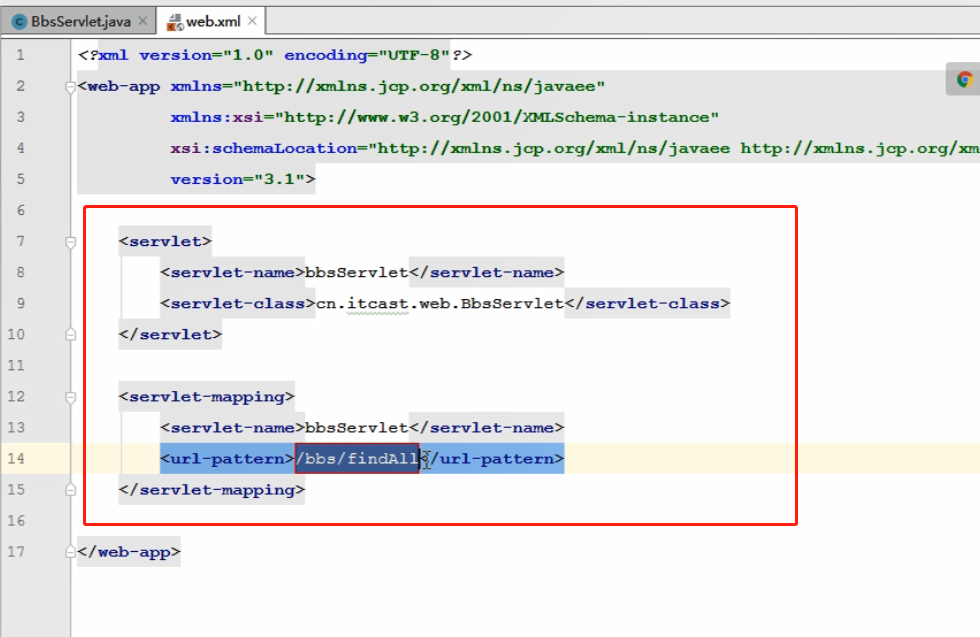 BbsServlet.java
web.xml
1 <?xml version="1.0" encoding="UTF-8"?>
2 <web-app xmlns="http://xmlns.jcp.org/xml/ns/javaee"
3 xmlns:xsi="http://www.w3.org/2001/XMLSchema-instance"
4 xsi:schemaLocation="http://xmlns.jcp.org/xml/ns/javaee http://xmlns.jcp.org/xm
5 version="3.1">
6
7 <servlet>
8 <servlet-name>bbsServlet</servlet-name>
9 <servlet-class>cn.itcast.web.BbsServlet</servlet-class>
10 </servlet>
11
12 <servlet-mapping>
13 <servlet-name>bbsServlet</servlet-name>
14 <url-pattern>/bbs/findAll</url-pattern>
15 </servlet-mapping>
16
17 </web-app>